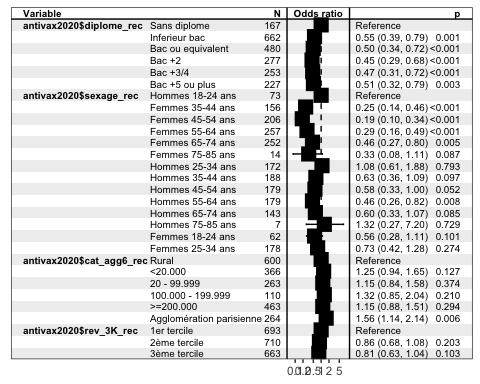 Variable N Odds ratio p
antivax2020$diplome_rec Sans diplome 167 Reference
Inferieur bac 662 0.55 (0.39, 0.79) 0.001
Bac ou equivalent 480 0.50 (0.34, 0.72) <0.001
Bac +2 277 0.45 (0.29, 0.68) <0.001
Bac +3/4 253 0.47 (0.31, 0.72) <0.001
Bac +5 ou plus 227 0.51 (0.32, 0.79) 0.003
antivax2020$sexage_rec Hommes 18-24 ans 73 Reference
Femmes 35-44 ans 156 0.25 (0.14, 0.46) <0.001
Femmes 45-54 ans 206 0.19 (0.10, 0.34) <0.001
Femmes 55-64 ans 257 0.29 (0.16, 0.49) <0.001
Femmes 65-74 ans 252 0.46 (0.27, 0.80) 0.005
Femmes 75-85 ans 14 0.33 (0.08, 1.11) 0.087
Hommes 25-34 ans 172 1.08 (0.61, 1.88) 0.793
Hommes 35-44 ans 188 0.63 (0.36, 1.09) 0.097
Hommes 45-54 ans 179 0.58 (0.33, 1.00) 0.052
Hommes 55-64 ans 179 0.46 (0.26, 0.82) 0.008
Hommes 65-74 ans 143 0.60 (0.33, 1.07) 0.085
Hommes 75-85 ans 7 1.32 (0.27, 7.20) 0.729
Femmes 18-24 ans 62 0.56 (0.28, 1.11) 0.101
Femmes 25-34 ans 178 0.73 (0.42, 1.28) 0.274
antivax2020$cat_agg6_rec Rural 600 Reference
<20.000 366 1.25 (0.94, 1.65) 0.127
20 - 99.999 263 1.15 (0.84, 1.58) 0.374
100.000 - 199.999 110 1.32 (0.85, 2.04) 0.210
>=200.000 463 1.15 (0.88, 1.51) 0.294
Agglomération parisienne 264 1.56 (1.14, 2.14) 0.006
antivax2020$rev_3K_rec 1er tercile 693 Reference
2ème tercile 710 0.86 (0.68, 1.08) 0.203
3ème tercile 663 0.81 (0.63, 1.04) 0.103
1 2 5